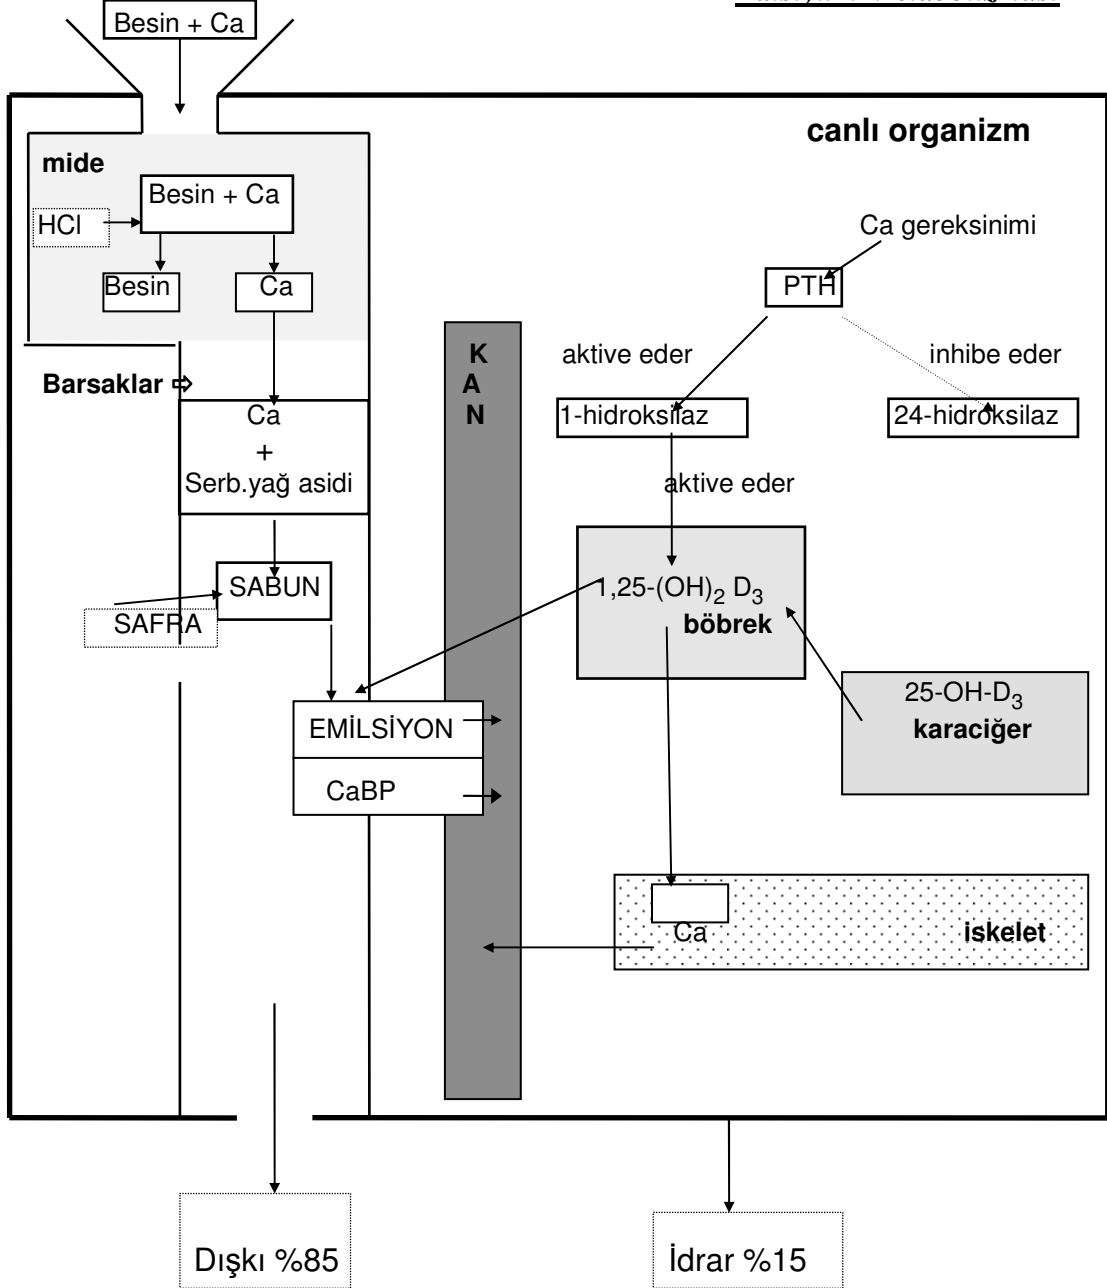 Besin + Ca
canlı organizm
mide
Besin + Ca
HCl
Besin
Ca
Ca gereksinimi
PTH
aktive eder
inhibe eder
1-hidroksilaz
24-hidroksilaz
aktive eder
Barsaklar ⇨
K
A
N
Ca
+
Serb.yağ asidi
SABUN
SAFRA
1,25-(OH)₂ D₃
böbrek
25-OH-D₃
karaciğer
EMİLSİYON
CaBP
Ca
iskelet
Dışkı %85
İdrar %15